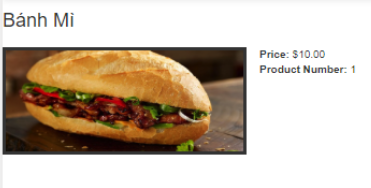 Bánh Mì
Price: $10.00
Product Number: 1